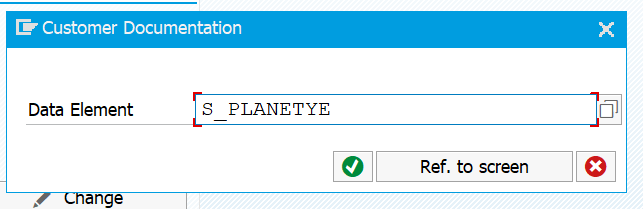 Customer Documentation
Data Element S_PLANETYE
Ref. to screen
Change